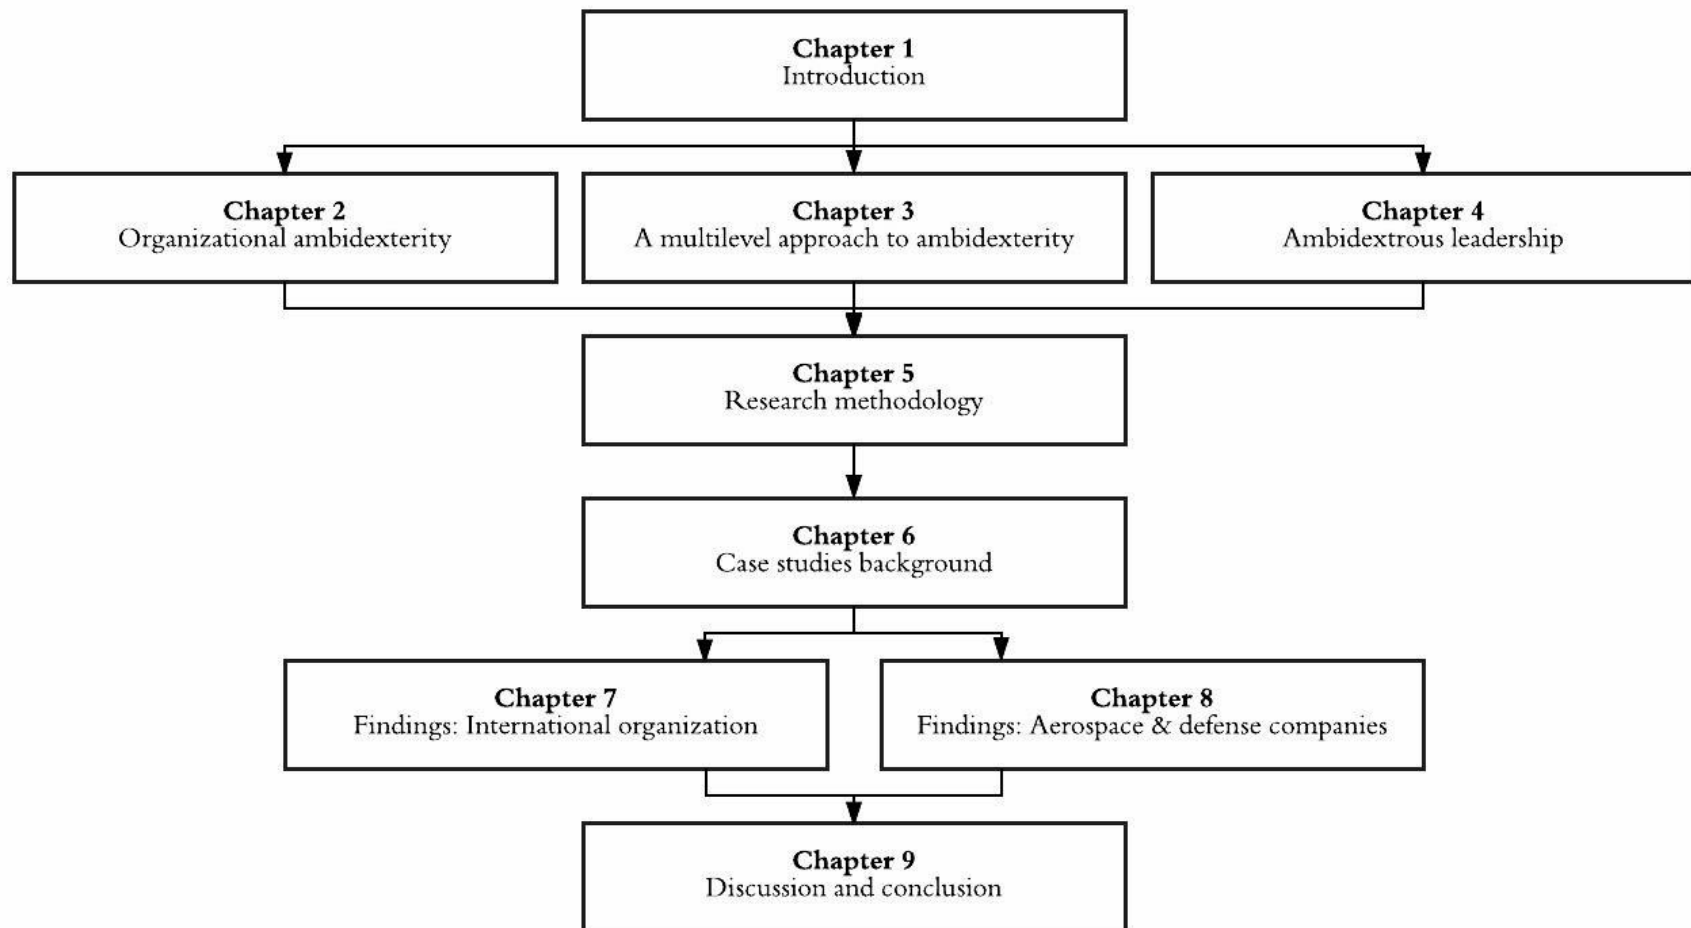 Chapter 1
Introduction
Chapter 2
Organizational ambidexterity
Chapter 3
A multilevel approach to ambidexterity
Chapter 4
Ambidextrous leadership
Chapter 5
Research methodology
Chapter 6
Case studies background
Chapter 7
Findings: International organization
Chapter 8
Findings: Aerospace & defense companies
Chapter 9
Discussion and conclusion